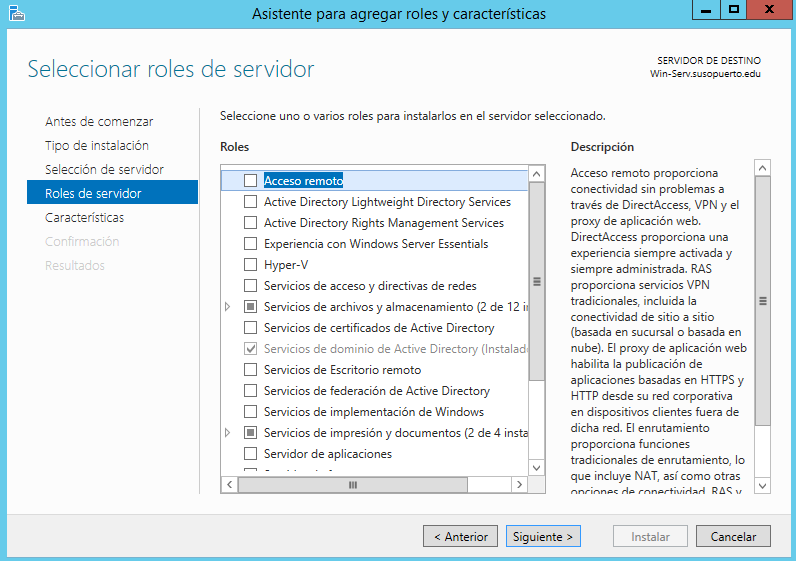 Asistente para agregar roles y características
Seleccionar roles de servidor
SERVIDOR DE DESTINO
Win-Serv.susopuerto.edu
Antes de comenzar
Tipo de instalación
Selección de servidor
Roles de servidor
Características
Confirmación
Resultados
Seleccione uno o varios roles para instalarlos en el servidor seleccionado.
Roles
Acceso remoto
Active Directory Lightweight Directory Services
Active Directory Rights Management Services
Experiencia con Windows Server Essentials
Hyper-V
Servicios de acceso y directivas de redes
Servicios de archivos y almacenamiento (2 de 12 in
Servicios de certificados de Active Directory
Servicios de dominio de Active Directory (Instalado
Servicios de Escritorio remoto
Servicios de federación de Active Directory
Servicios de implementación de Windows
Servicios de impresión y documentos (2 de 4 insta
Servidor de aplicaciones
Descripción
Acceso remoto proporciona
conectividad sin problemas a
través de DirectAccess, VPN y el
proxy de aplicación web.
DirectAccess proporciona una
experiencia siempre activada y
siempre administrada. RAS
proporciona servicios VPN
tradicionales, incluida la
conectividad de sitio a sitio
(basada en sucursal o basada en
nube). El proxy de aplicación web
habilita la publicación de
aplicaciones basadas en HTTPS y
HTTP desde su red corporativa
en dispositivos clientes fuera de
dicha red. El enrutamiento
proporciona funciones
tradicionales de enrutamiento, lo
que incluye NAT, así como otras
opciones de conectividad. RAS y
< Anterior
Siguiente >
Instalar
Cancelar